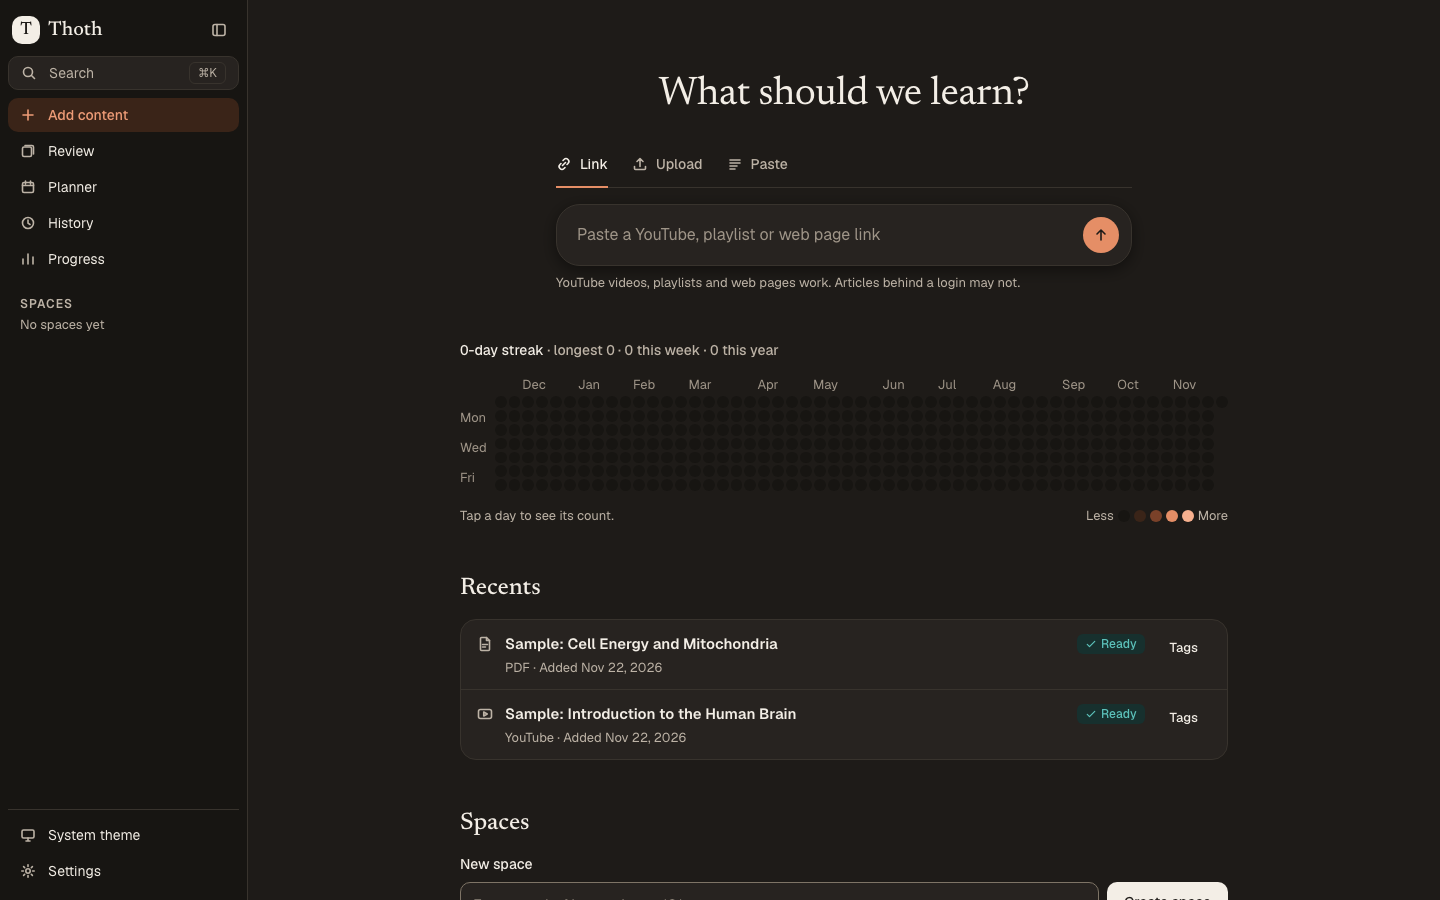 T Thoth
Search ⌘K
Add content
Review
Planner
History
Progress
SPACES
No spaces yet
System theme
Settings
What should we learn?
Link Upload Paste
Paste a YouTube, playlist or web page link
YouTube videos, playlists and web pages work. Articles behind a login may not.
0-day streak · longest 0 · 0 this week · 0 this year
Dec Jan Feb Mar Apr May Jun Jul Aug Sep Oct Nov
Mon
Wed
Fri
Tap a day to see its count.
Less More
Recents
Sample: Cell Energy and Mitochondria
Ready Tags
PDF · Added Nov 22, 2026
Sample: Introduction to the Human Brain
Ready Tags
YouTube · Added Nov 22, 2026
Spaces
New space
Create space